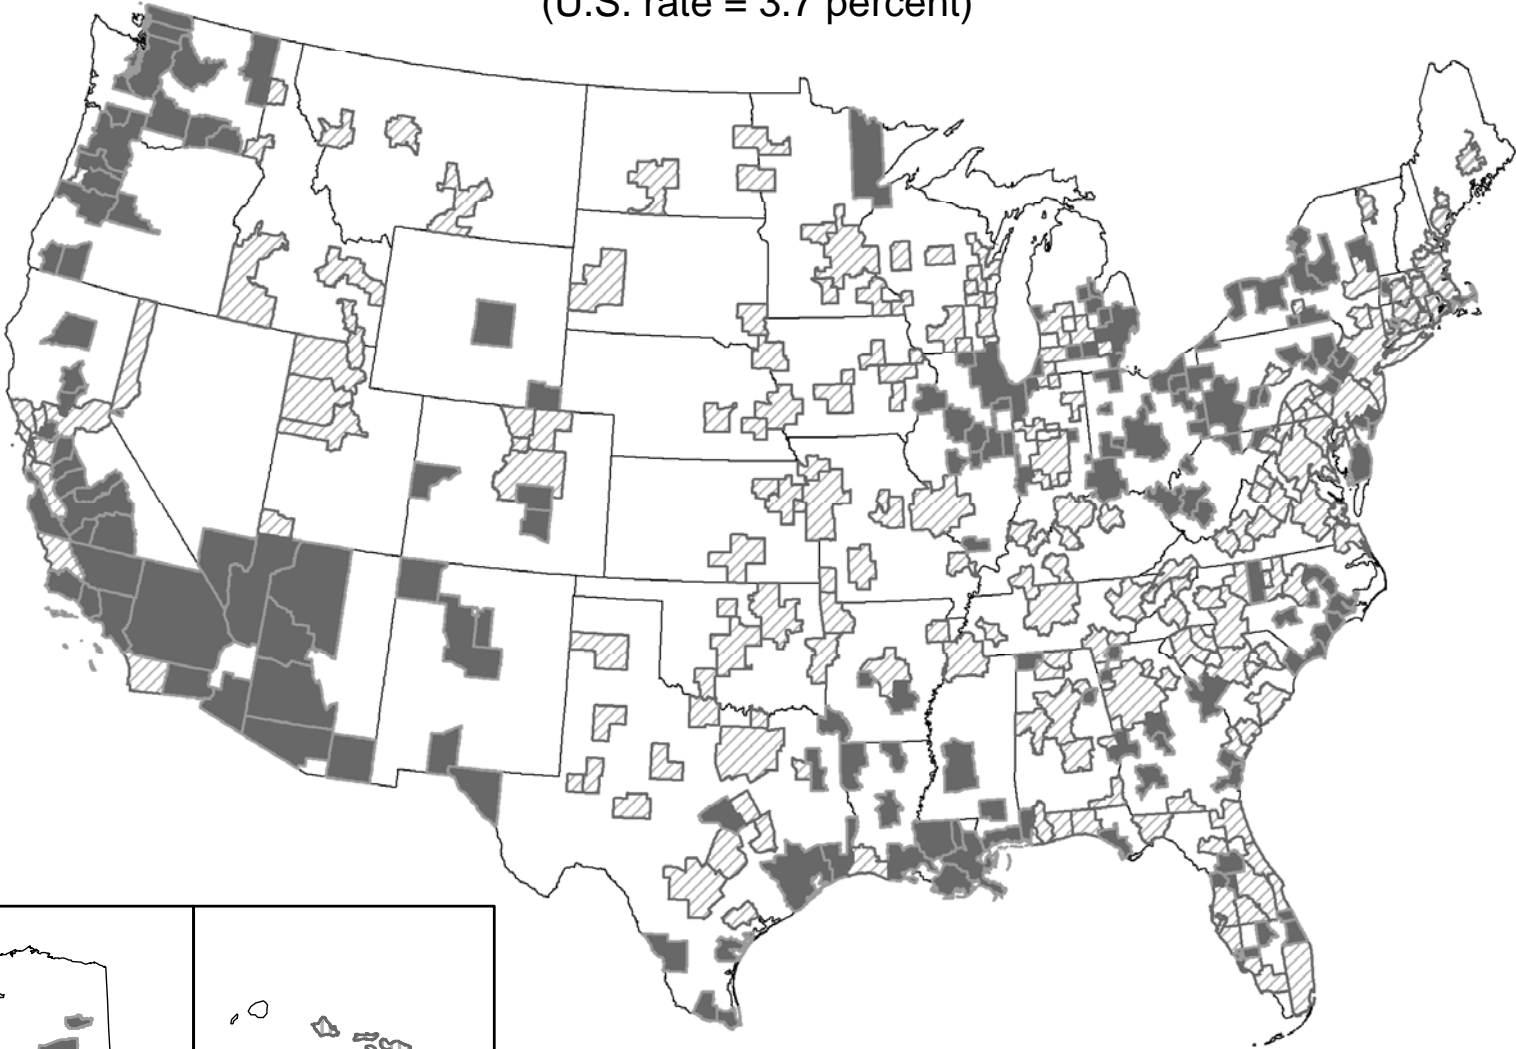 (U.S. rate = 3.7 percent)